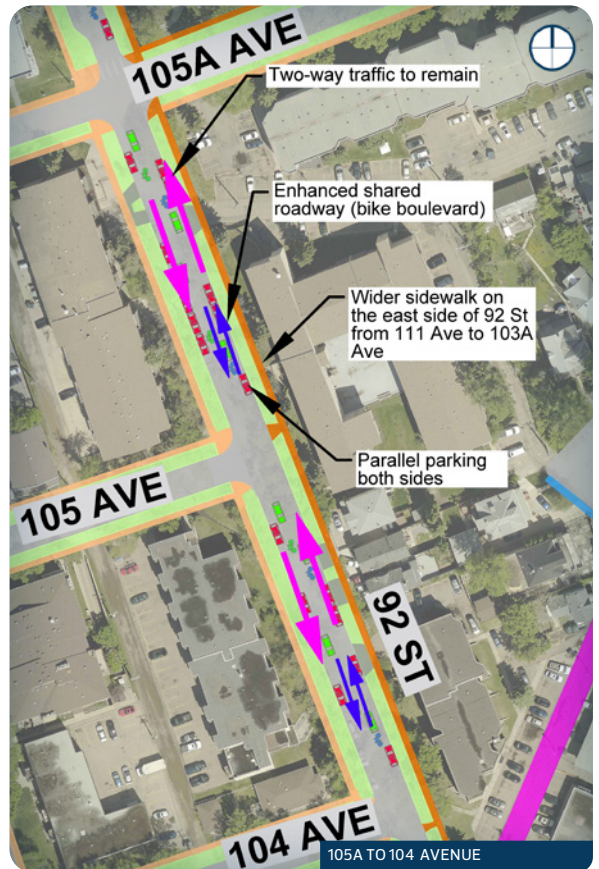 105A AVE
Two-way traffic to remain
Enhanced shared
roadway (bike boulevard)
Wider sidewalk on
the east side of 92 St
from 111 Ave to 103A
Ave
Parallel parking
both sides
105 AVE
92 ST
104 AVE
105A TO 104 AVENUE